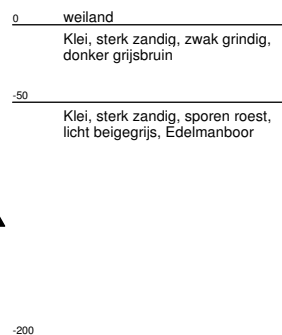 0 weiland
Klei, sterk zandig, zwak grindig,
donker grijsbruin
-50
Klei, sterk zandig, sporen roest,
licht beigegrijs, Edelmanboor
-200